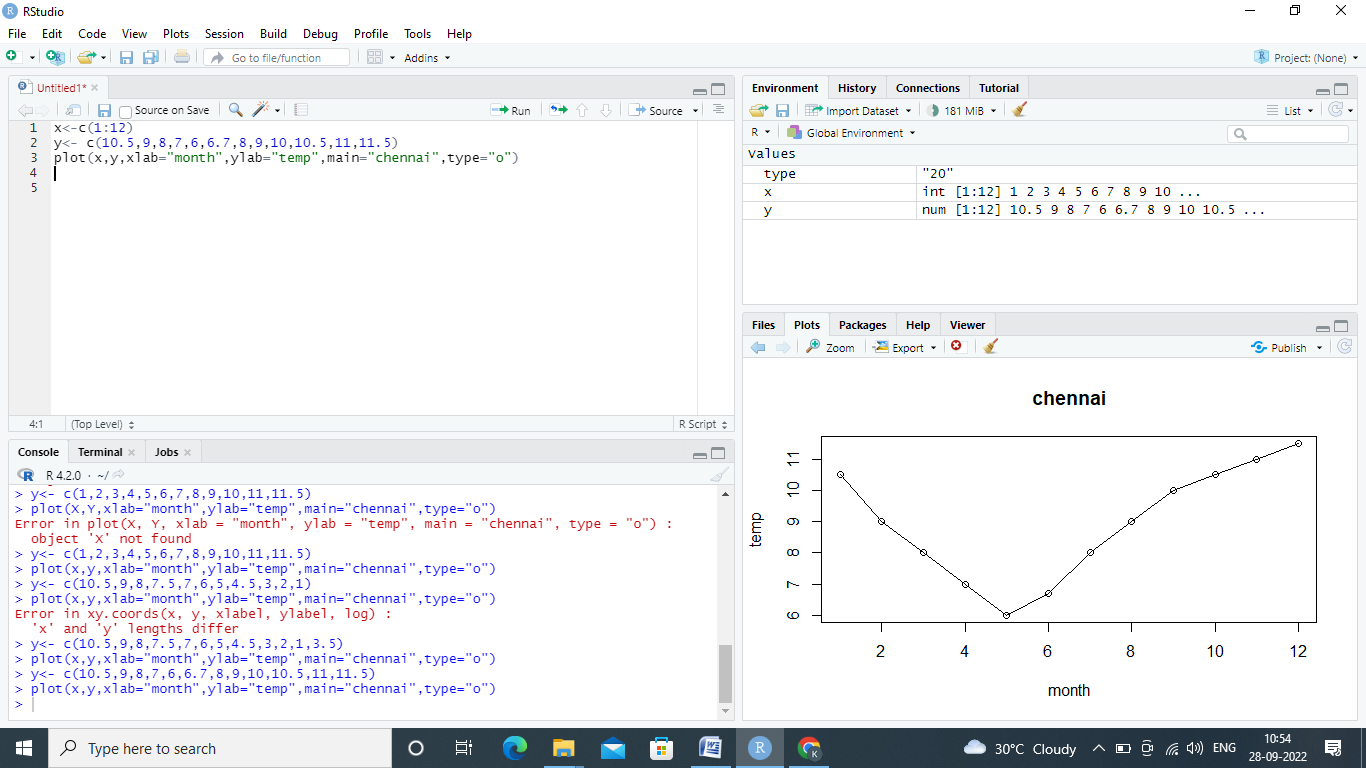 RStudio
File Edit Code View Plots Session Build Debug Profile Tools Help
Go to file/function Addins Project: (None)
Untitled1*
Source on Save Run Source
1 x<-c(1:12)
2 y<- c(10.5,9,8,7,6,6.7,8,9,10,10.5,11,11.5)
3 plot(x,y,xlab="month",ylab="temp",main="chennai",type="o")
4
5
4:1 (Top Level) R Script
Console Terminal Jobs
R 4.2.0 · ~/
> y<- c(1,2,3,4,5,6,7,8,9,10,11,11.5)
> plot(X,Y,xlab="month",ylab="temp",main="chennai",type="o")
Error in plot(X, Y, xlab = "month", ylab = "temp", main = "chennai", type = "o") :
object 'X' not found
> y<- c(1,2,3,4,5,6,7,8,9,10,11,11.5)
> plot(x,y,xlab="month",ylab="temp",main="chennai",type="o")
> y<- c(10.5,9,8,7.5,7,6,5,4.5,3,2,1)
> plot(x,y,xlab="month",ylab="temp",main="chennai",type="o")
Error in xy.coords(x, y, xlabel, ylabel, log) :
'x' and 'y' lengths differ
> y<- c(10.5,9,8,7.5,7,6,5,4.5,3,2,1,3.5)
> plot(x,y,xlab="month",ylab="temp",main="chennai",type="o")
> y<- c(10.5,9,8,7,6,6.7,8,9,10,10.5,11,11.5)
> plot(x,y,xlab="month",ylab="temp",main="chennai",type="o")
>
Environment History Connections Tutorial
Import Dataset 181 MiB List
R Global Environment
Values
type "20"
x int [1:12] 1 2 3 4 5 6 7 8 9 10 ...
y num [1:12] 10.5 9 8 7 6 6.7 8 9 10 10.5 ...
Files Plots Packages Help Viewer
Zoom Export Publish
chennai
temp
11
10
9
8
7
6
2 4 6 8 10 12
month
Type here to search
30°C Cloudy ENG
10:54
28-09-2022